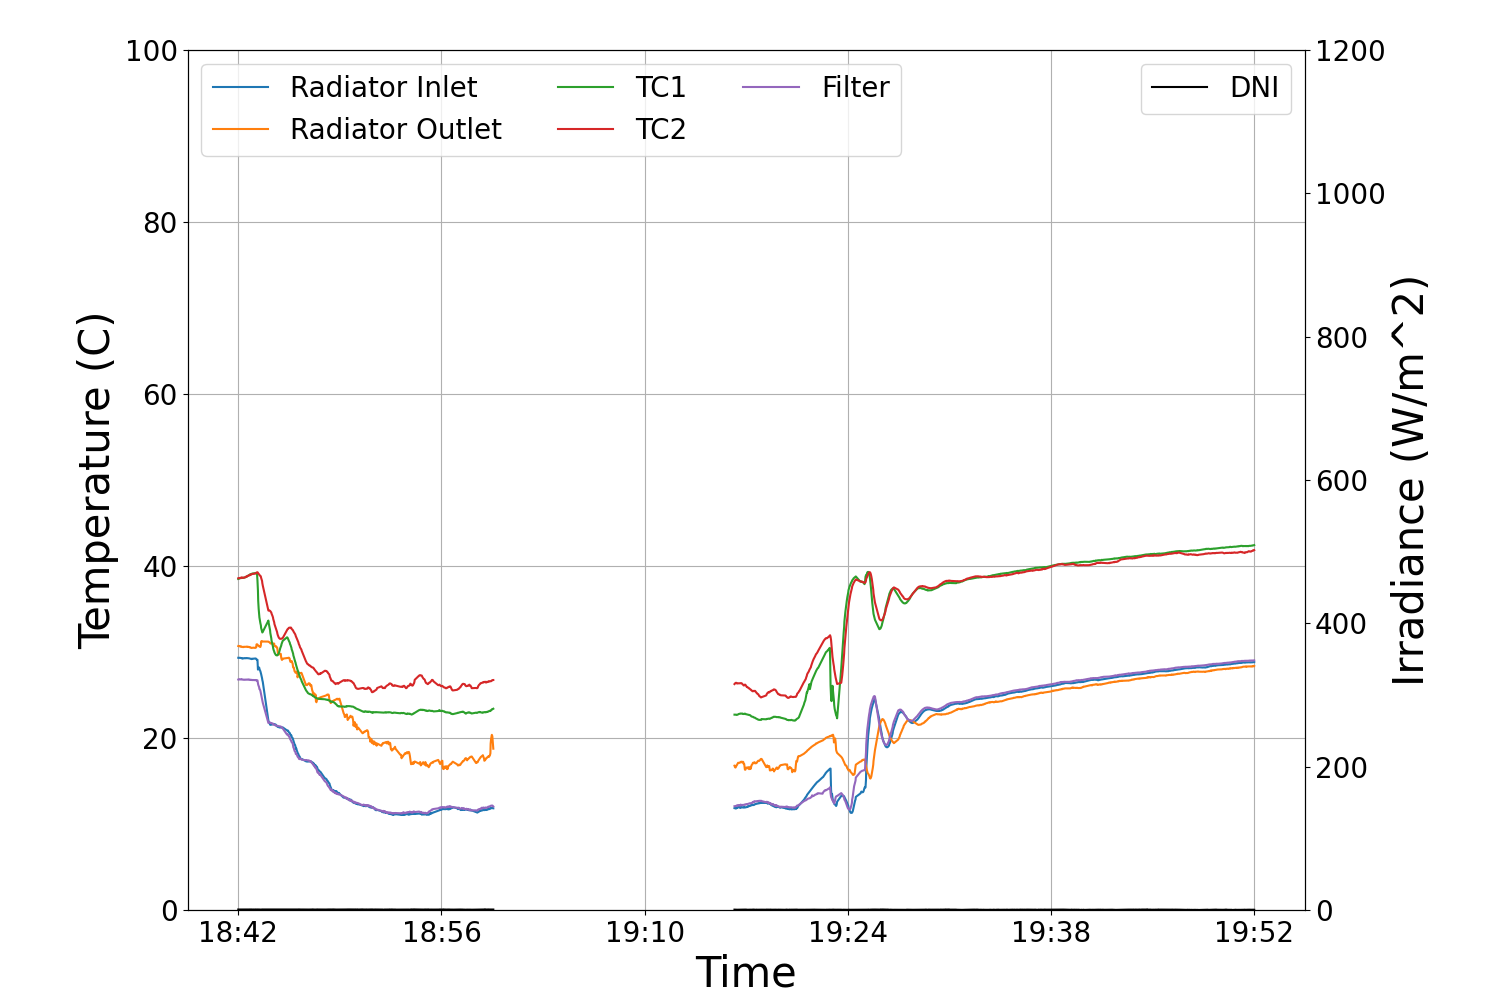 100
80
60
40
20
0
Temperature (C)
Radiator Inlet
Radiator Outlet
TC1
TC2
Filter
DNI
1200
1000
800
600
400
200
0
Irradiance (W/m^2)
18:42
18:56
19:10
19:24
19:38
19:52
Time